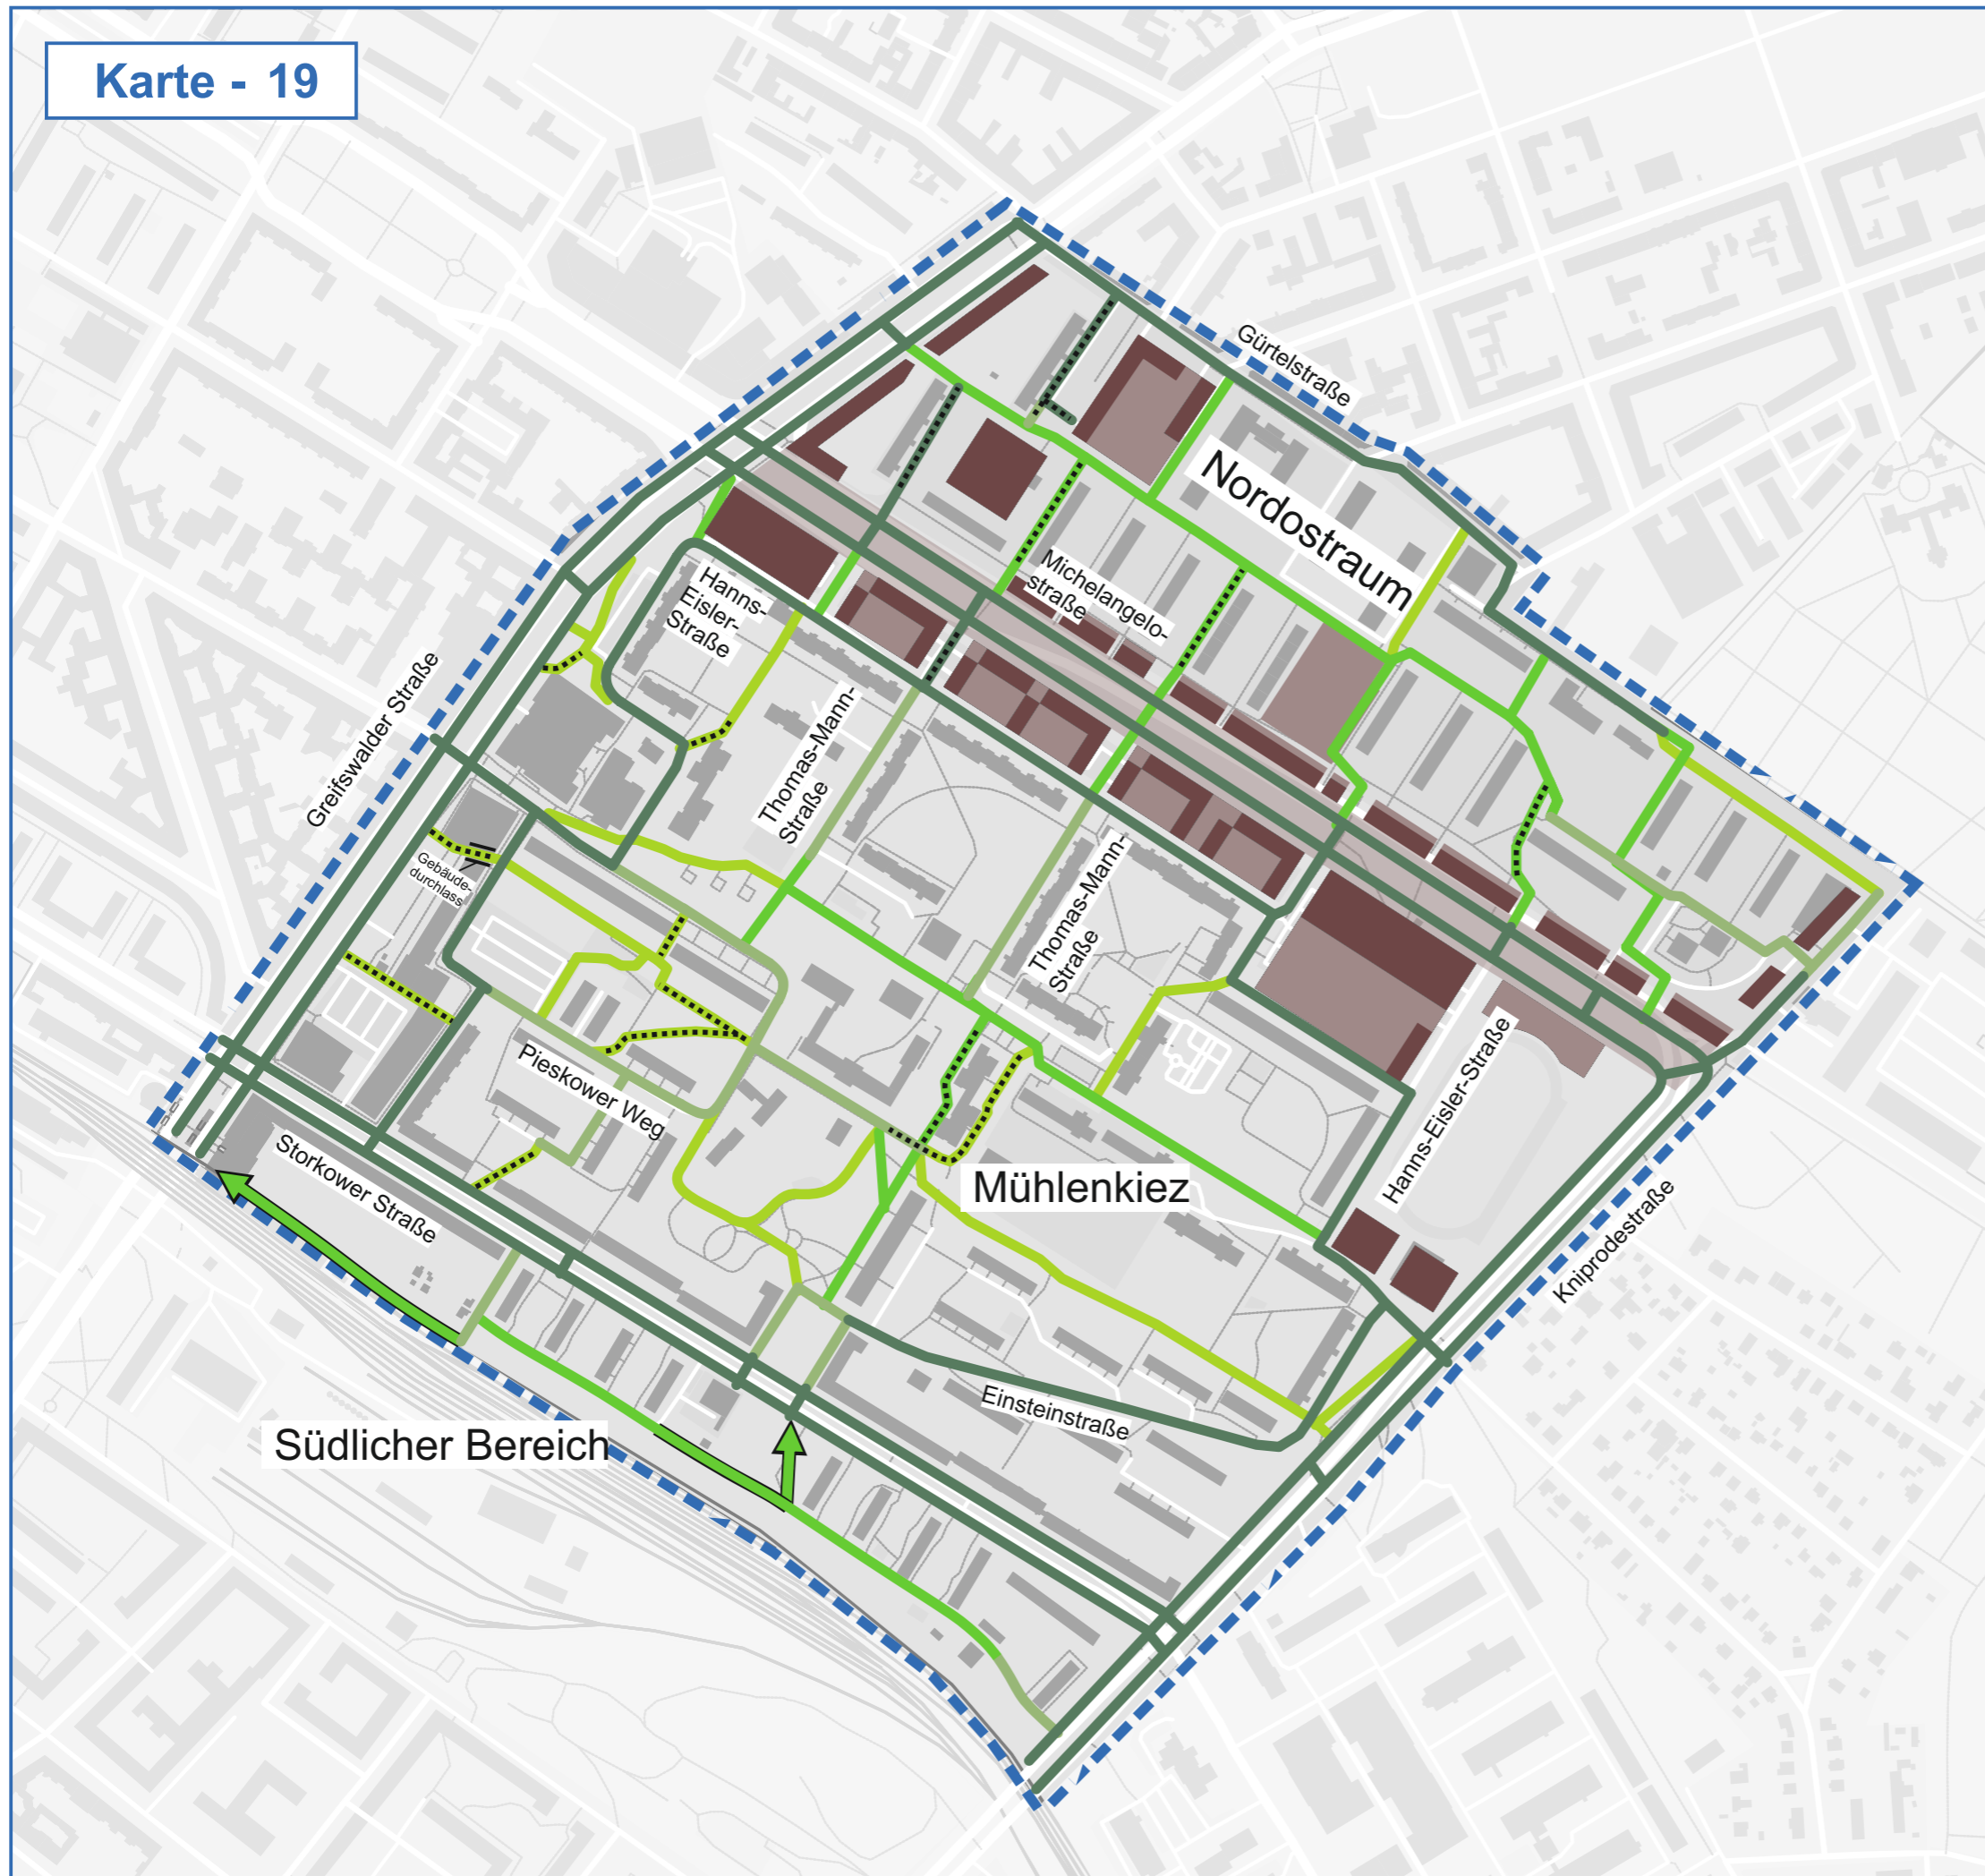 Karte - 19
Gürtelstraße
Nordostraum
Michelangelo-
straße
Hanns-
Eisler-
Straße
Greifswalder Straße
Thomas-Mann-
Straße
Gebäude-
durchlass
Thomas-Mann-
Straße
Pieskower Weg
Hanns-Eisler-Straße
Mühlenkiez
Storkower Straße
Kniprodestraße
Einsteinstraße
Südlicher Bereich